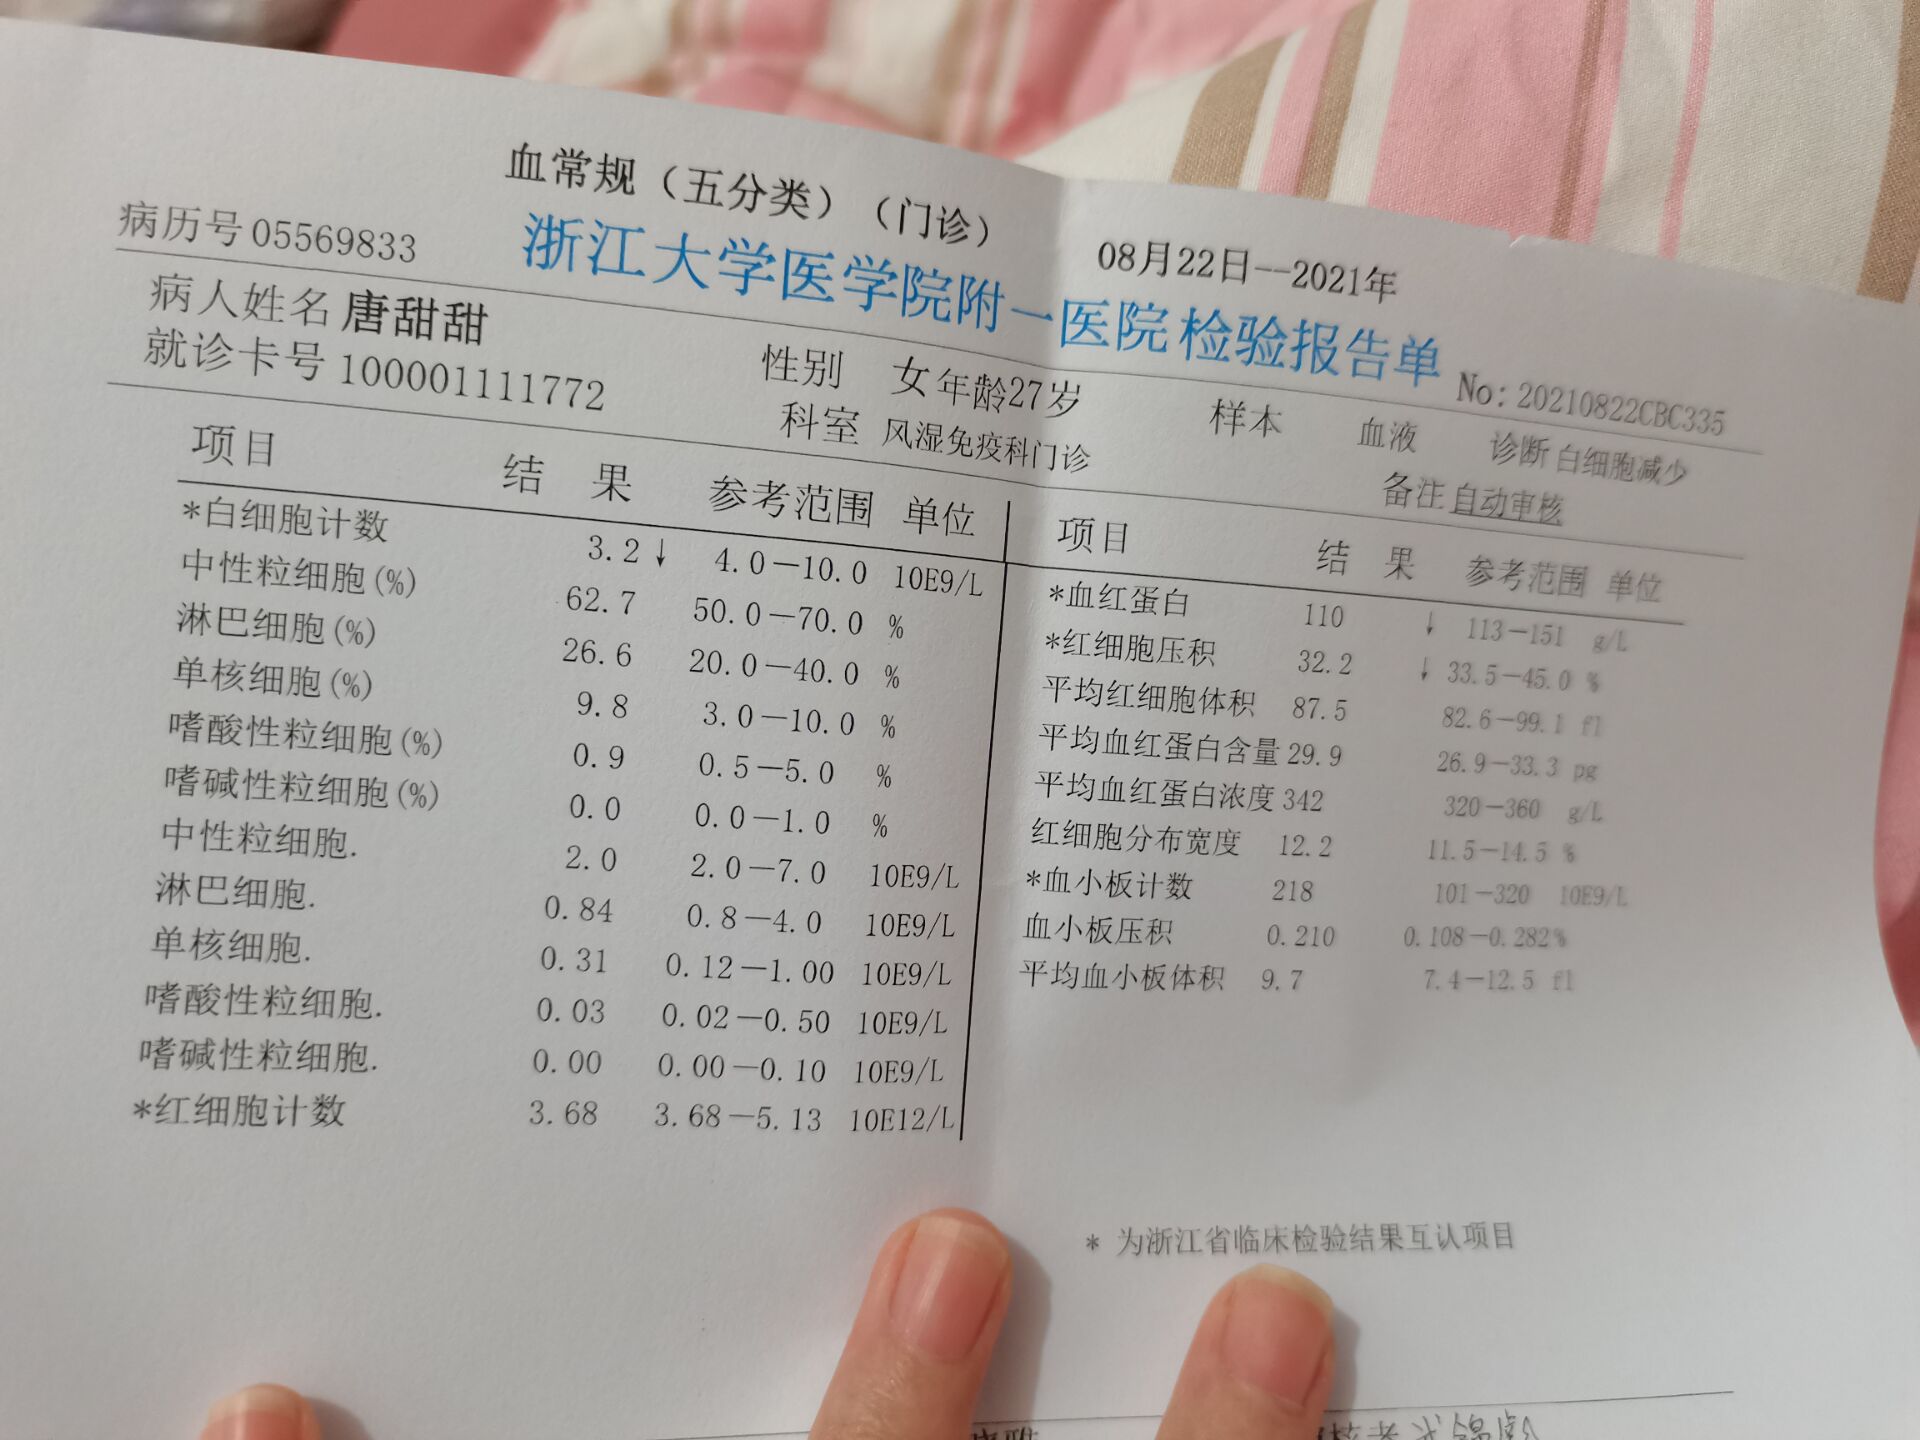 血常规（五分类）（门诊）
08月22日--2021年
病历号 05569833
浙江大学医学院附一医院 检验报告单
No: 20210822CBC335
病人姓名 唐甜甜 性别 女 年龄27岁 样本 血液 诊断 白细胞减少
就诊卡号 100001111772 科室 风湿免疫科门诊 备注 自动审核
项目 结 果 参考范围 单位
*白细胞计数 3.2↓ 4.0－10.0 10E9/L
中性粒细胞(%) 62.7 50.0－70.0 %
淋巴细胞(%) 26.6 20.0－40.0 %
单核细胞(%) 9.8 3.0－10.0 %
嗜酸性粒细胞(%) 0.9 0.5－5.0 %
嗜碱性粒细胞(%) 0.0 0.0－1.0 %
中性粒细胞. 2.0 2.0－7.0 10E9/L
淋巴细胞. 0.84 0.8－4.0 10E9/L
单核细胞. 0.31 0.12－1.00 10E9/L
嗜酸性粒细胞. 0.03 0.02－0.50 10E9/L
嗜碱性粒细胞. 0.00 0.00－0.10 10E9/L
*红细胞计数 3.68 3.68－5.13 10E12/L
项目 结 果 参考范围 单位
*血红蛋白 110 ↓ 113－151 g/L
*红细胞压积 32.2 ↓ 33.5－45.0 %
平均红细胞体积 87.5 82.6－99.1 fl
平均血红蛋白含量 29.9 26.9－33.3 pg
平均血红蛋白浓度 342 320－360 g/L
红细胞分布宽度 12.2 11.5－14.5 %
*血小板计数 218 101－320 10E9/L
血小板压积 0.210 0.108－0.282%
平均血小板体积 9.7 7.4－12.5 fl
* 为浙江省临床检验结果互认项目